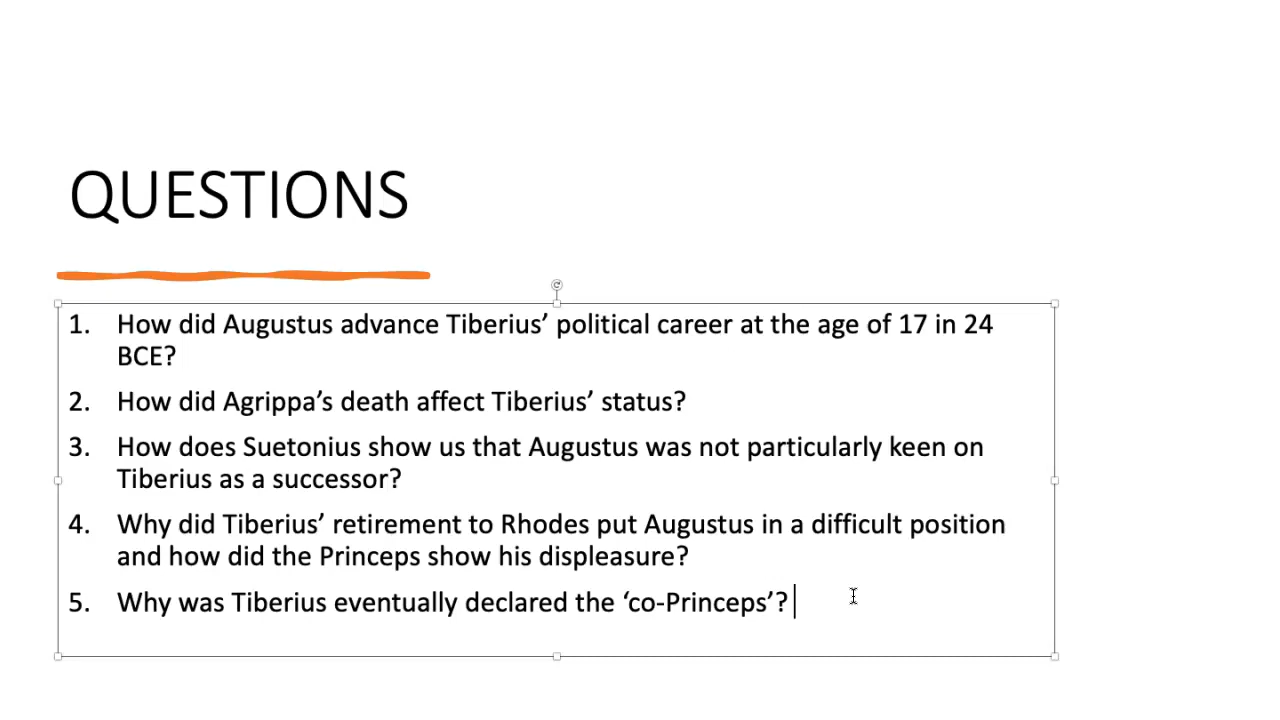 QUESTIONS
1. How did Augustus advance Tiberius’ political career at the age of 17 in 24
BCE?
2. How did Agrippa’s death affect Tiberius’ status?
3. How does Suetonius show us that Augustus was not particularly keen on
Tiberius as a successor?
4. Why did Tiberius’ retirement to Rhodes put Augustus in a difficult position
and how did the Princeps show his displeasure?
5. Why was Tiberius eventually declared the ‘co-Princeps’?